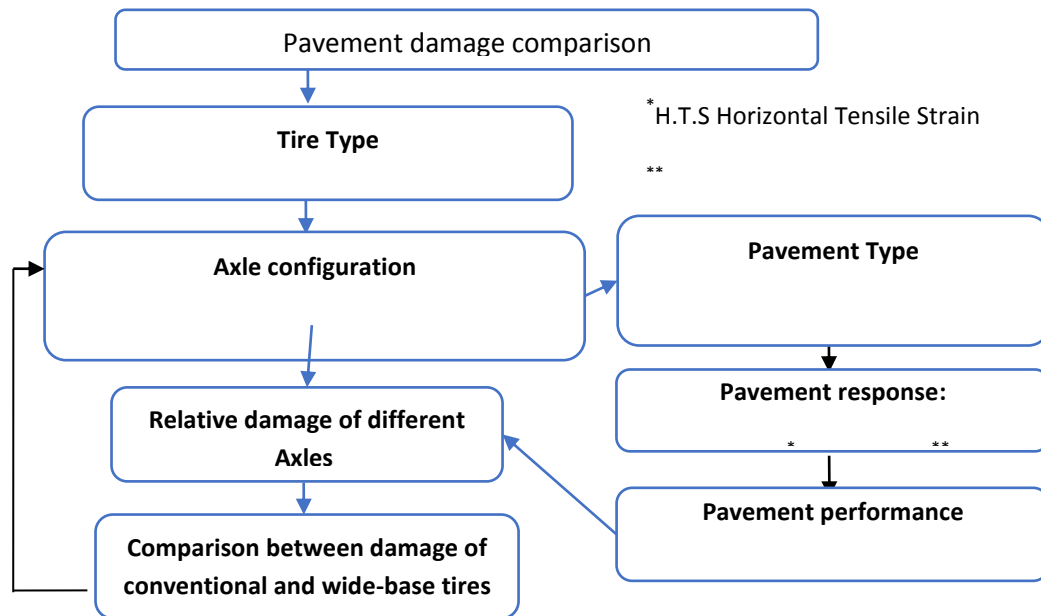 Pavement damage comparison
*H.T.S Horizontal Tensile Strain
**
Tire Type
Axle configuration
Pavement Type
Pavement response:
* **
Relative damage of different
Axles
Pavement performance
Comparison between damage of
conventional and wide-base tires